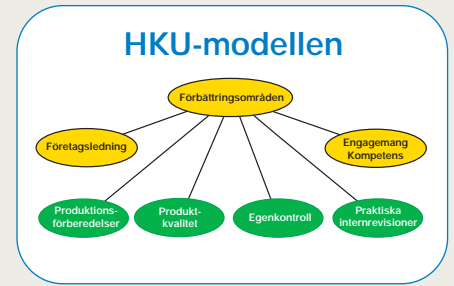 HKU-modellen
Förbättringsområden
Företagsledning
Engagemang
Kompetens
Produktions-
förberedelser
Produkt-
kvalitet
Egenkontroll
Praktiska
internrevisioner